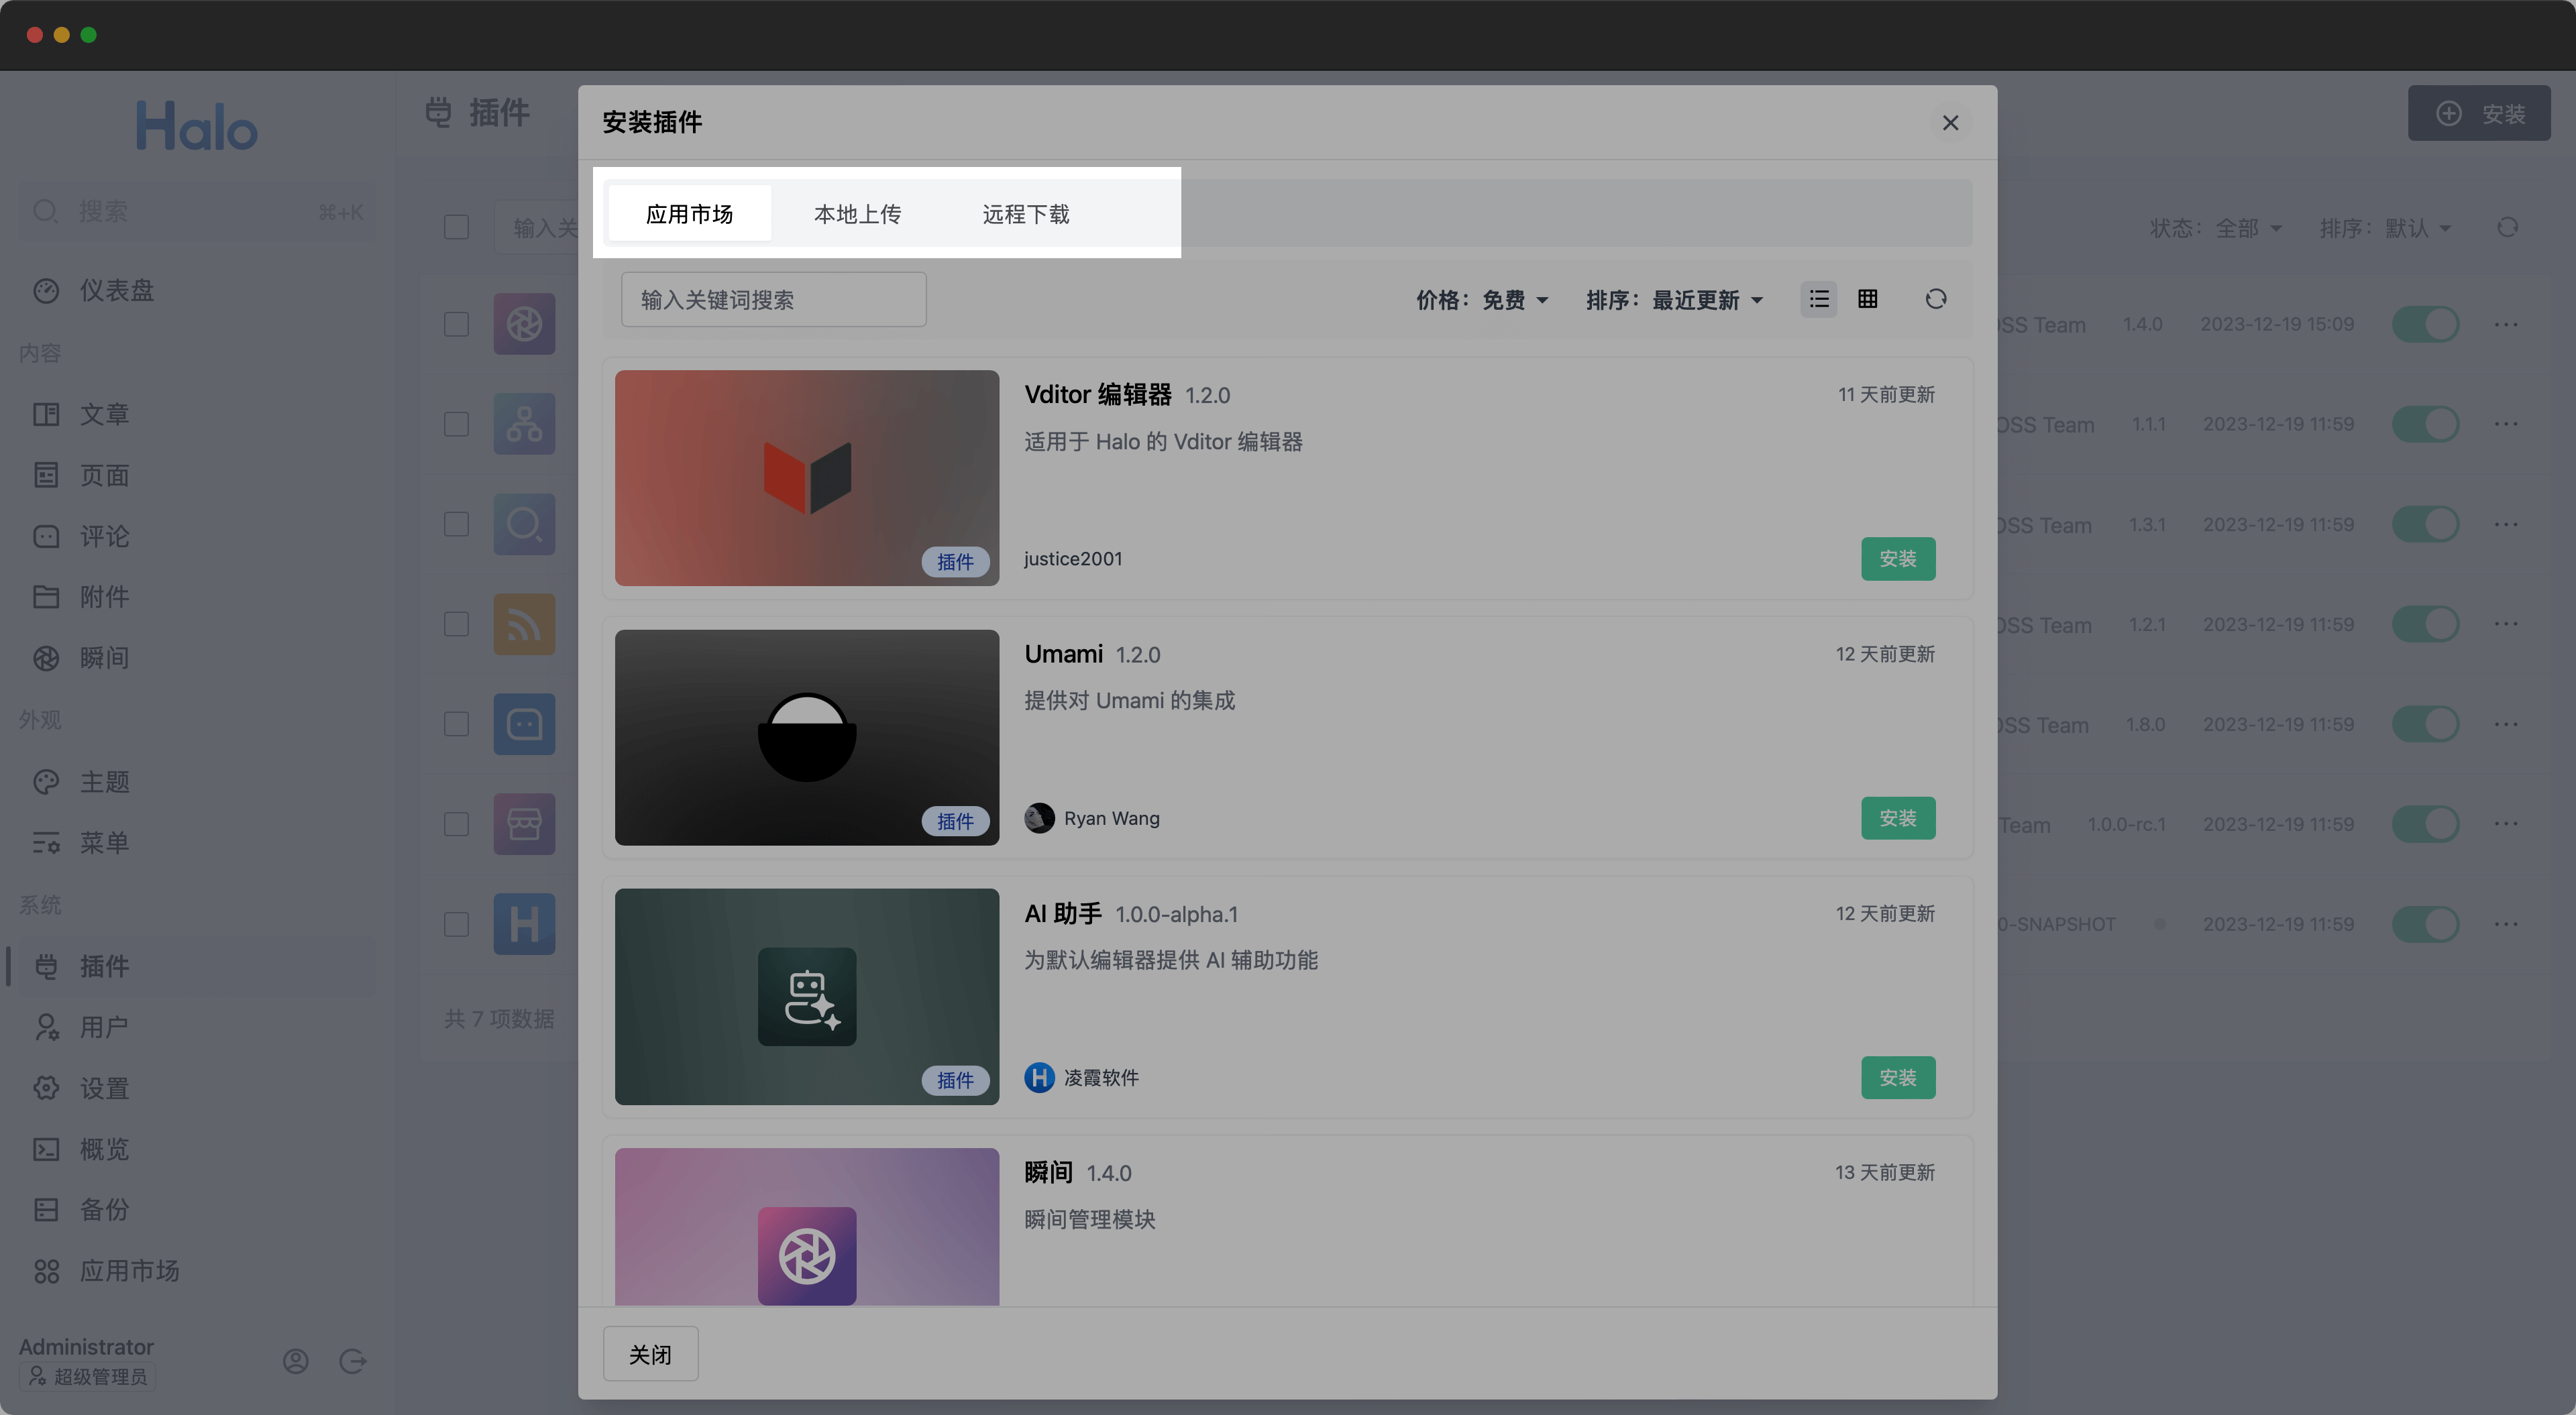 Halo
搜索 ⌘+K
仪表盘
内容
文章
页面
评论
附件
瞬间
外观
主题
菜单
系统
插件
用户
设置
概览
备份
应用市场
Administrator
超级管理员
插件
安装
输入关
状态：全部 排序：默认
SS Team 1.4.0 2023-12-19 15:09
OSS Team 1.1.1 2023-12-19 11:59
OSS Team 1.3.1 2023-12-19 11:59
OSS Team 1.2.1 2023-12-19 11:59
OSS Team 1.8.0 2023-12-19 11:59
Team 1.0.0-rc.1 2023-12-19 11:59
0-SNAPSHOT 2023-12-19 11:59
共 7 项数据
安装插件
应用市场 本地上传 远程下载
输入关键词搜索 价格：免费 排序：最近更新
Vditor 编辑器 1.2.0 11 天前更新
适用于 Halo 的 Vditor 编辑器
插件 justice2001 安装
Umami 1.2.0 12 天前更新
提供对 Umami 的集成
插件 Ryan Wang 安装
AI 助手 1.0.0-alpha.1 12 天前更新
为默认编辑器提供 AI 辅助功能
插件 凌霞软件 安装
瞬间 1.4.0 13 天前更新
瞬间管理模块
关闭